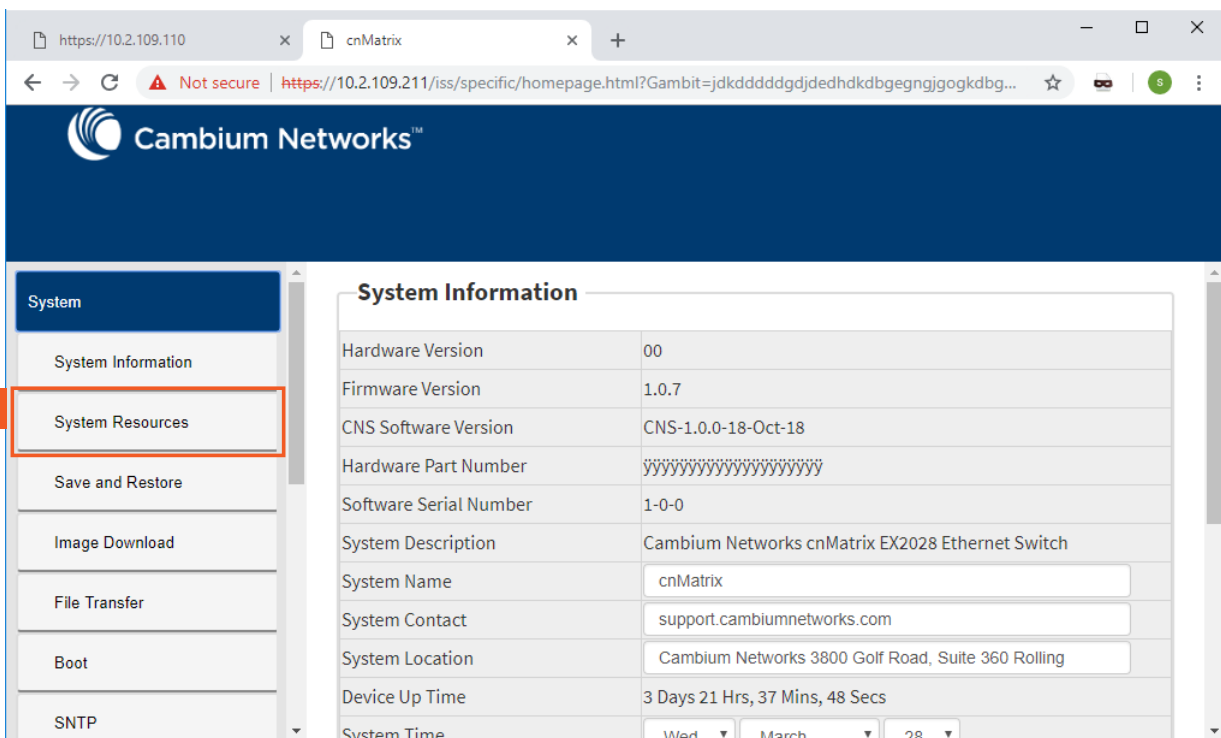 https://10.2.109.110
cnMatrix
Not secure | https://10.2.109.211/iss/specific/homepage.html?Gambit=jdkdddddgdjdedhdkdbgegngjgogkdbg...
S
Cambium Networks™
System
System Information
System Resources
Save and Restore
Image Download
File Transfer
Boot
SNTP
System Information
Hardware Version 00
Firmware Version 1.0.7
CNS Software Version CNS-1.0.0-18-Oct-18
Hardware Part Number ÿÿÿÿÿÿÿÿÿÿÿÿÿÿÿÿÿÿÿÿ
Software Serial Number 1-0-0
System Description Cambium Networks cnMatrix EX2028 Ethernet Switch
System Name cnMatrix
System Contact support.cambiumnetworks.com
System Location Cambium Networks 3800 Golf Road, Suite 360 Rolling
Device Up Time 3 Days 21 Hrs, 37 Mins, 48 Secs
System Time Wed March 28